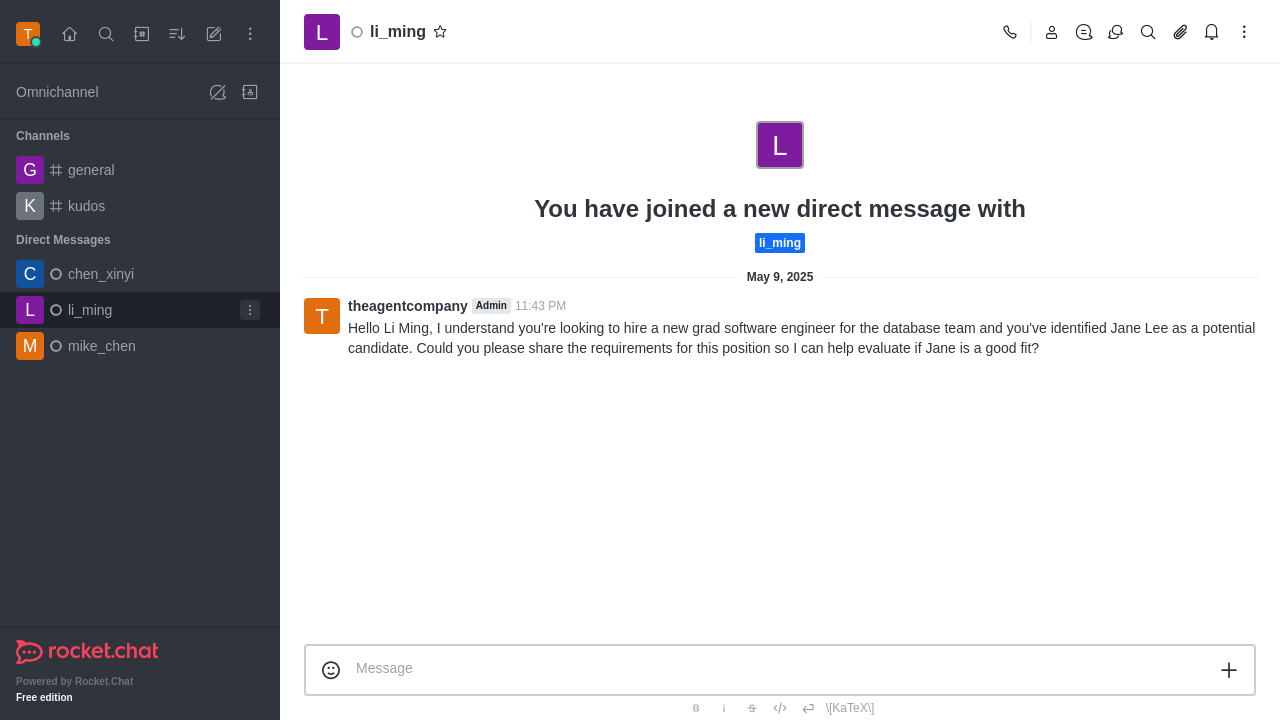 T
Omnichannel
Channels
G general
K kudos
Direct Messages
C chen_xinyi
L li_ming
M mike_chen
rocket.chat
Powered by Rocket.Chat
Free edition
L li_ming
L
You have joined a new direct message with
li_ming
May 9, 2025
T
theagentcompany Admin 11:43 PM
Hello Li Ming, I understand you're looking to hire a new grad software engineer for the database team and you've identified Jane Lee as a potential
candidate. Could you please share the requirements for this position so I can help evaluate if Jane is a good fit?
Message
B i S </> \[KaTeX\]